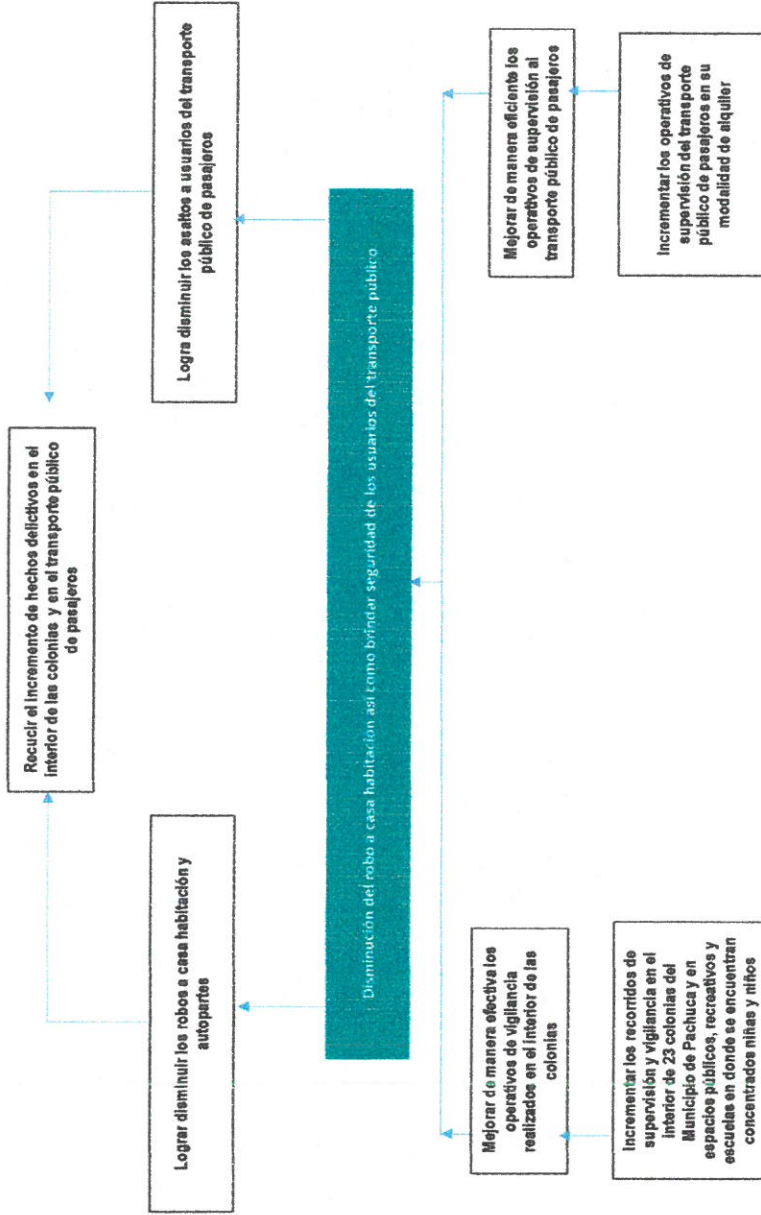 Recucir el incremento de hechos delictivos en el
interior de las colonias y en el transporte público
de pasajeros
Lograr disminuir los robos a casa habitación y
autopartes
Logra disminuir los asaltos a usuarios del transporte
público de pasajeros
Disminución del robo a casa habitacion asi como brindar seguridad de los usuarios del transporte público
Mejorar de manera efectiva los
operativos de vigilancia
realizados en el interior de las
colonias
Mejorar de manera eficiente los
operativos de supervisión al
transporte público de pasajeros
Incrementar los recorridos de
supervisión y vigilancia en el
interior de 23 colonias del
Municipio de Pachuca y en
espacios públicos, recreativos y
escuelas en donde se encuentran
concentrados niñas y niños
Incrementar los operativos de
supervisión del transporte
público de pasajeros en su
modalidad de alquiler